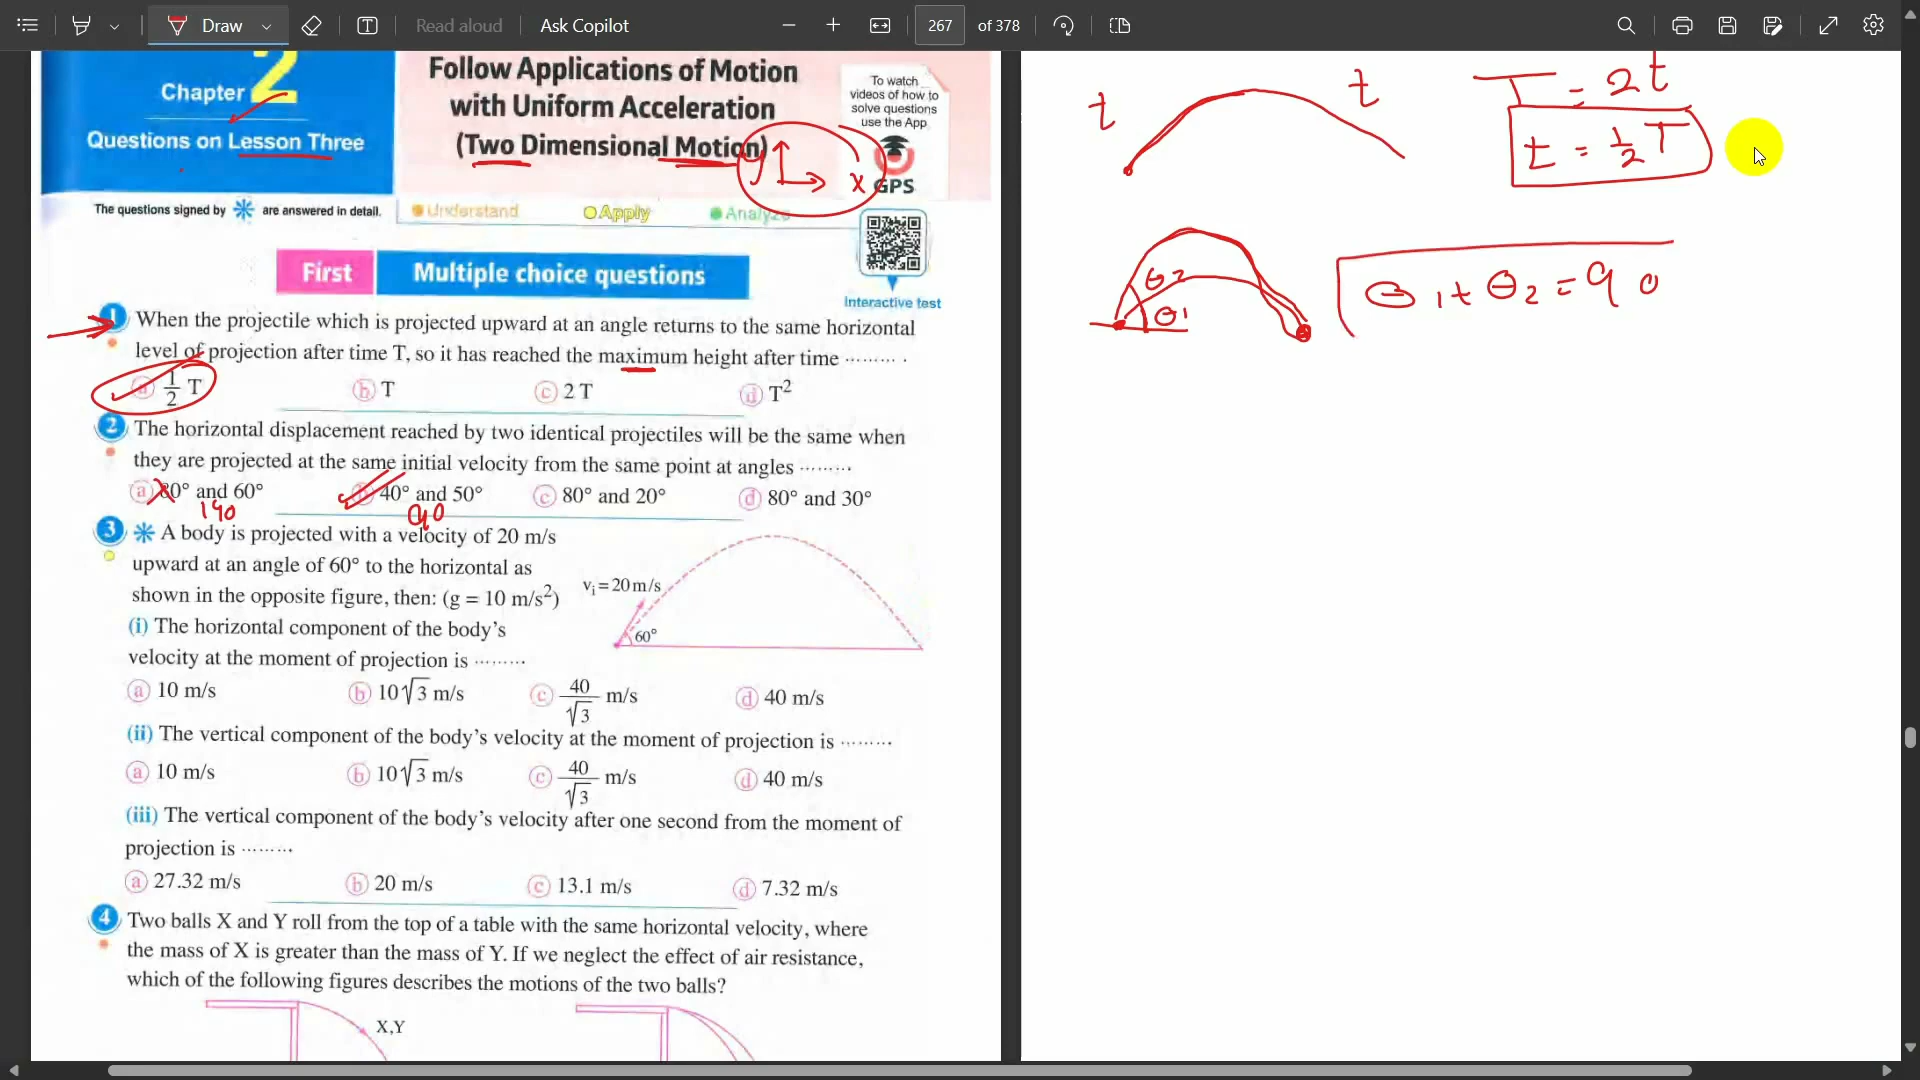 Draw
Read aloud
Ask Copilot
267
of 378
Chapter 2
Questions on Lesson Three
Follow Applications of Motion
with Uniform Acceleration
(Two Dimensional Motion)
y
x
To watch
videos of how to
solve questions
use the App
GPS
The questions signed by ✱ are answered in detail.
Understand
Apply
Analyze
Interactive test
First
Multiple choice questions
1 When the projectile which is projected upward at an angle returns to the same horizontal
level of projection after time T, so it has reached the maximum height after time ......... .
a 1/2 T
b T
c 2 T
d T²
2 The horizontal displacement reached by two identical projectiles will be the same when
they are projected at the same initial velocity from the same point at angles .........
a 80° and 60°
b 40° and 50°
c 80° and 20°
d 80° and 30°
140
90
3 ✱ A body is projected with a velocity of 20 m/s
upward at an angle of 60° to the horizontal as
shown in the opposite figure, then: (g = 10 m/s²)
vᵢ = 20 m/s
60°
(i) The horizontal component of the body's
velocity at the moment of projection is .........
a 10 m/s
b 10√3 m/s
c 40/√3 m/s
d 40 m/s
(ii) The vertical component of the body's velocity at the moment of projection is .........
a 10 m/s
b 10√3 m/s
c 40/√3 m/s
d 40 m/s
(iii) The vertical component of the body's velocity after one second from the moment of
projection is .........
a 27.32 m/s
b 20 m/s
c 13.1 m/s
d 7.32 m/s
4 Two balls X and Y roll from the top of a table with the same horizontal velocity, where
the mass of X is greater than the mass of Y. If we neglect the effect of air resistance,
which of the following figures describes the motions of the two balls?
X,Y
t
t
T = 2t
t = 1/2 T
θ2
θ1
θ1 + θ2 = 90